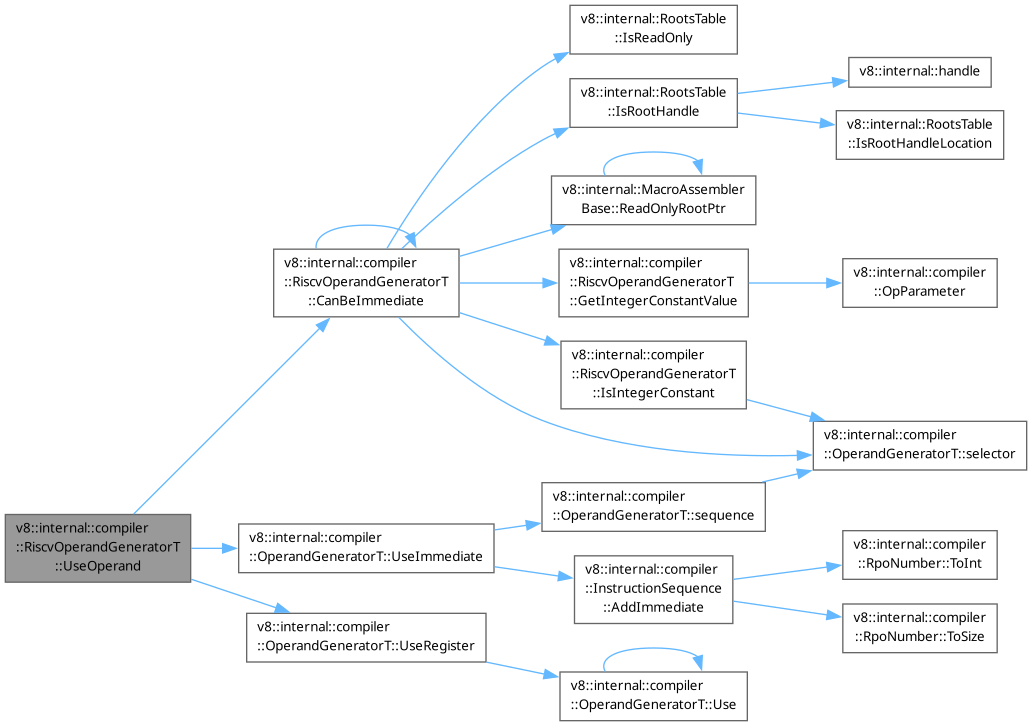 v8::internal::RootsTable
::IsReadOnly
v8::internal::handle
v8::internal::RootsTable
::IsRootHandle
v8::internal::RootsTable
::IsRootHandleLocation
v8::internal::MacroAssembler
Base::ReadOnlyRootPtr
v8::internal::compiler
::RiscvOperandGeneratorT
::CanBeImmediate
v8::internal::compiler
::RiscvOperandGeneratorT
::GetIntegerConstantValue
v8::internal::compiler
::OpParameter
v8::internal::compiler
::RiscvOperandGeneratorT
::IsIntegerConstant
v8::internal::compiler
::OperandGeneratorT::selector
v8::internal::compiler
::OperandGeneratorT::sequence
v8::internal::compiler
::RiscvOperandGeneratorT
::UseOperand
v8::internal::compiler
::OperandGeneratorT::UseImmediate
v8::internal::compiler
::InstructionSequence
::AddImmediate
v8::internal::compiler
::RpoNumber::ToInt
v8::internal::compiler
::RpoNumber::ToSize
v8::internal::compiler
::OperandGeneratorT::UseRegister
v8::internal::compiler
::OperandGeneratorT::Use